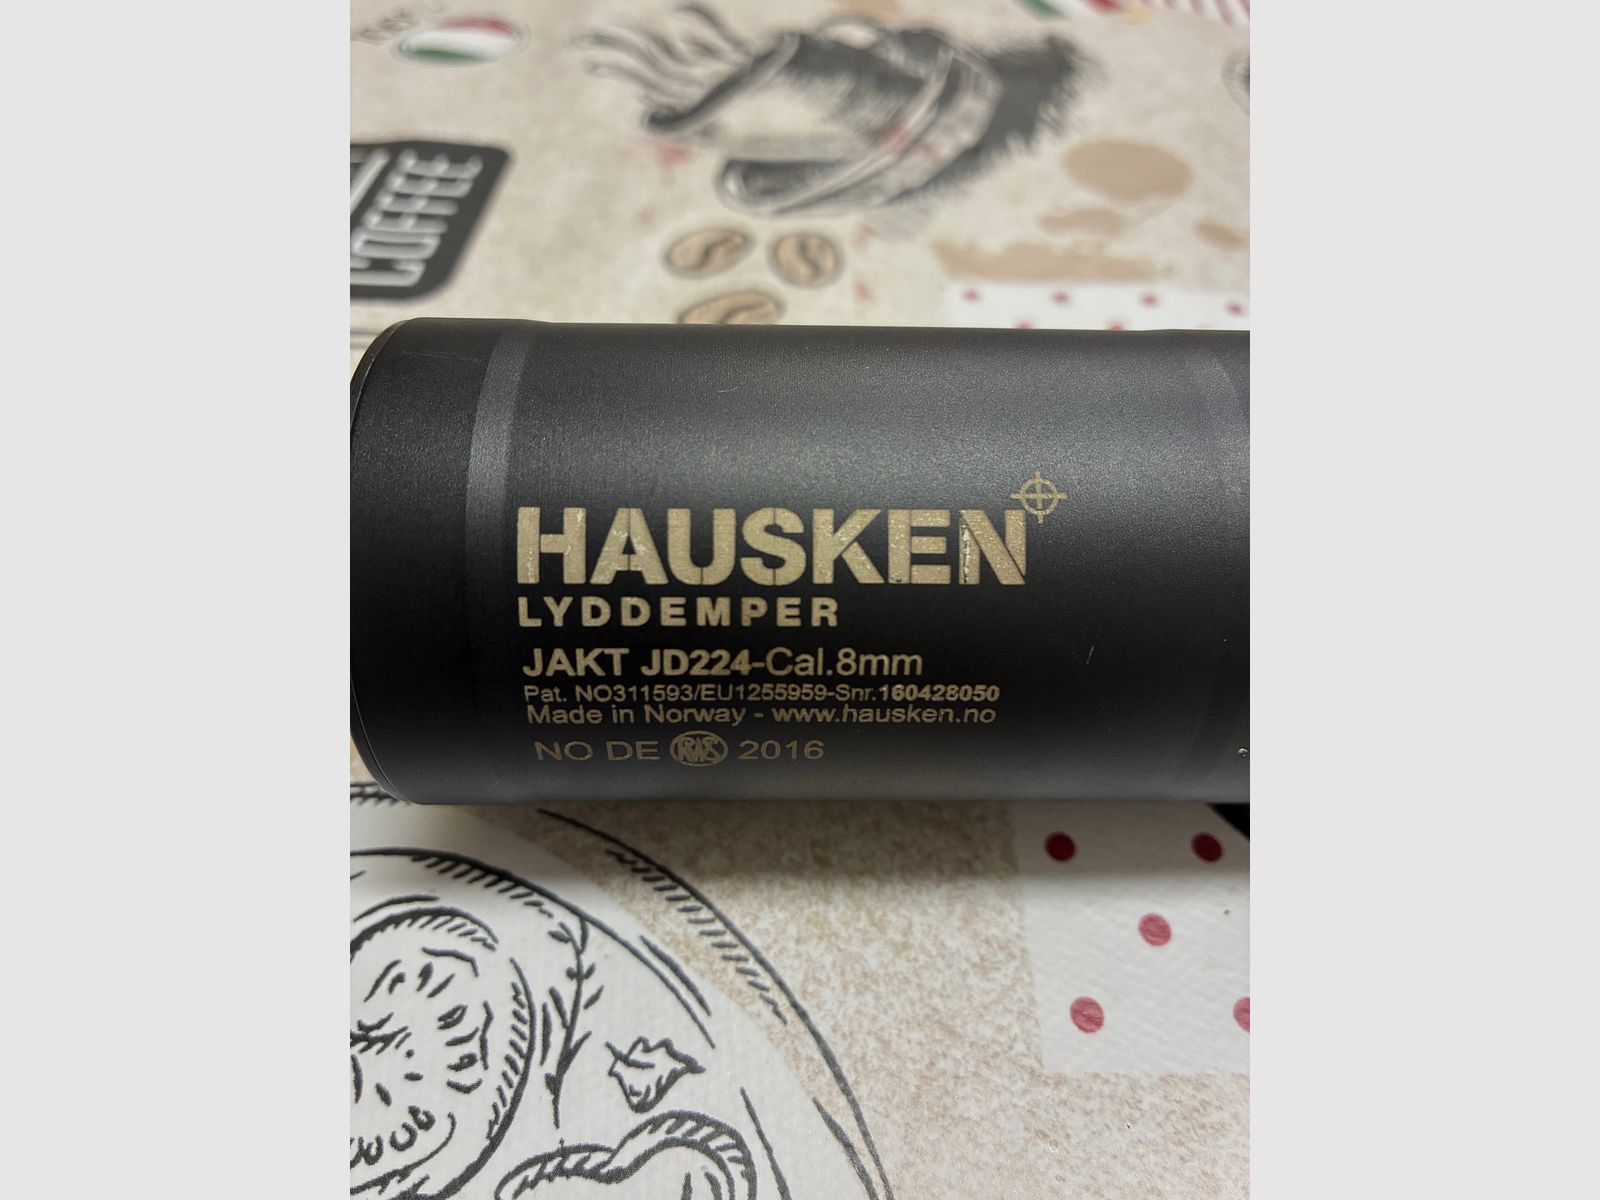 COFFEE
HAUSKEN
LYDDEMPER
JAKT JD224-Cal.8mm
Pat. NO311593/EU1255959-Snr.160428050
Made in Norway - www.hausken.no
NO DE RWS 2016